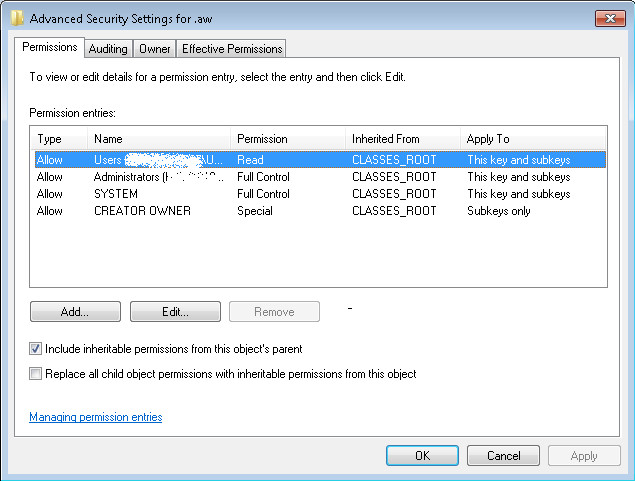 Advanced Security Settings for .aw
Permissions Auditing Owner Effective Permissions
To view or edit details for a permission entry, select the entry and then click Edit.
Permission entries:
Type Name Permission Inherited From Apply To
Allow Users ( U... Read CLASSES_ROOT This key and subkeys
Allow Administrators ( ... Full Control CLASSES_ROOT This key and subkeys
Allow SYSTEM Full Control CLASSES_ROOT This key and subkeys
Allow CREATOR OWNER Special CLASSES_ROOT Subkeys only
Add... Edit... Remove -
Include inheritable permissions from this object's parent
Replace all child object permissions with inheritable permissions from this object
Managing permission entries
OK Cancel Apply